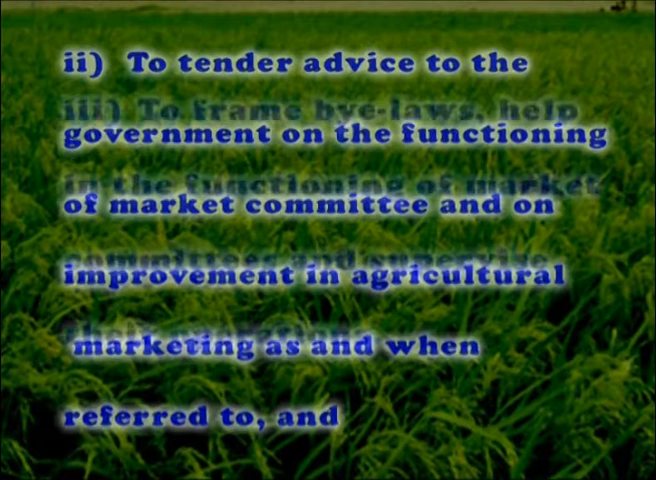 ii) To tender advice to the
iii) To frame bye-laws, help
government on the functioning
in the functioning of market
of market committee and on
committees and supervise
improvement in agricultural
marketing as and when
referred to, and